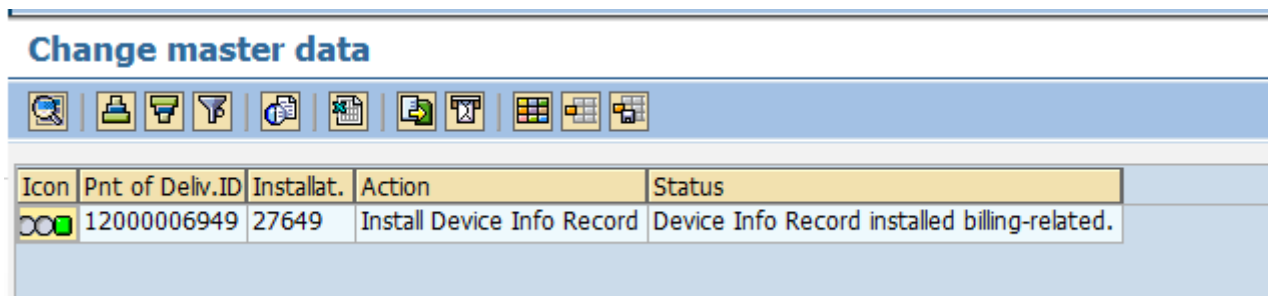 Change master data
Icon Pnt of Deliv.ID Installat. Action Status
12000006949 27649 Install Device Info Record Device Info Record installed billing-related.